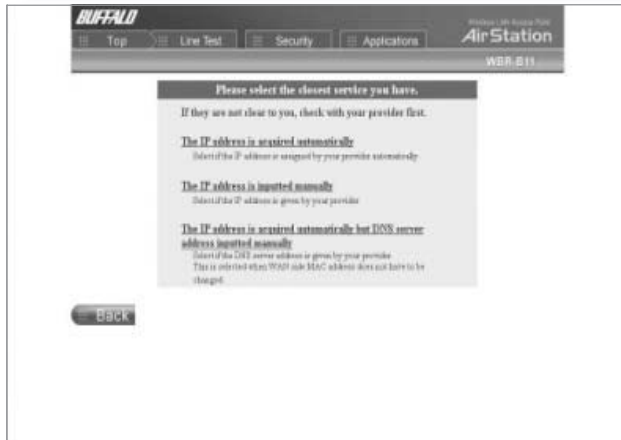 BUFFALO
Wireless LAN Access Point
AirStation
Top
Line Test
Security
Applications
WBR-B11
Please select the closest service you have.
If they are not clear to you, check with your provider first.
The IP address is acquired automatically
Select if the IP address is assigned by your provider automatically
The IP address is inputted manually
Select if the IP address is given by your provider
The IP address is acquired automatically but DNS server
address inputted manually
Select if the DNS server address is given by your provider.
This is selected when WAN side MAC address does not have to be
changed.
Back